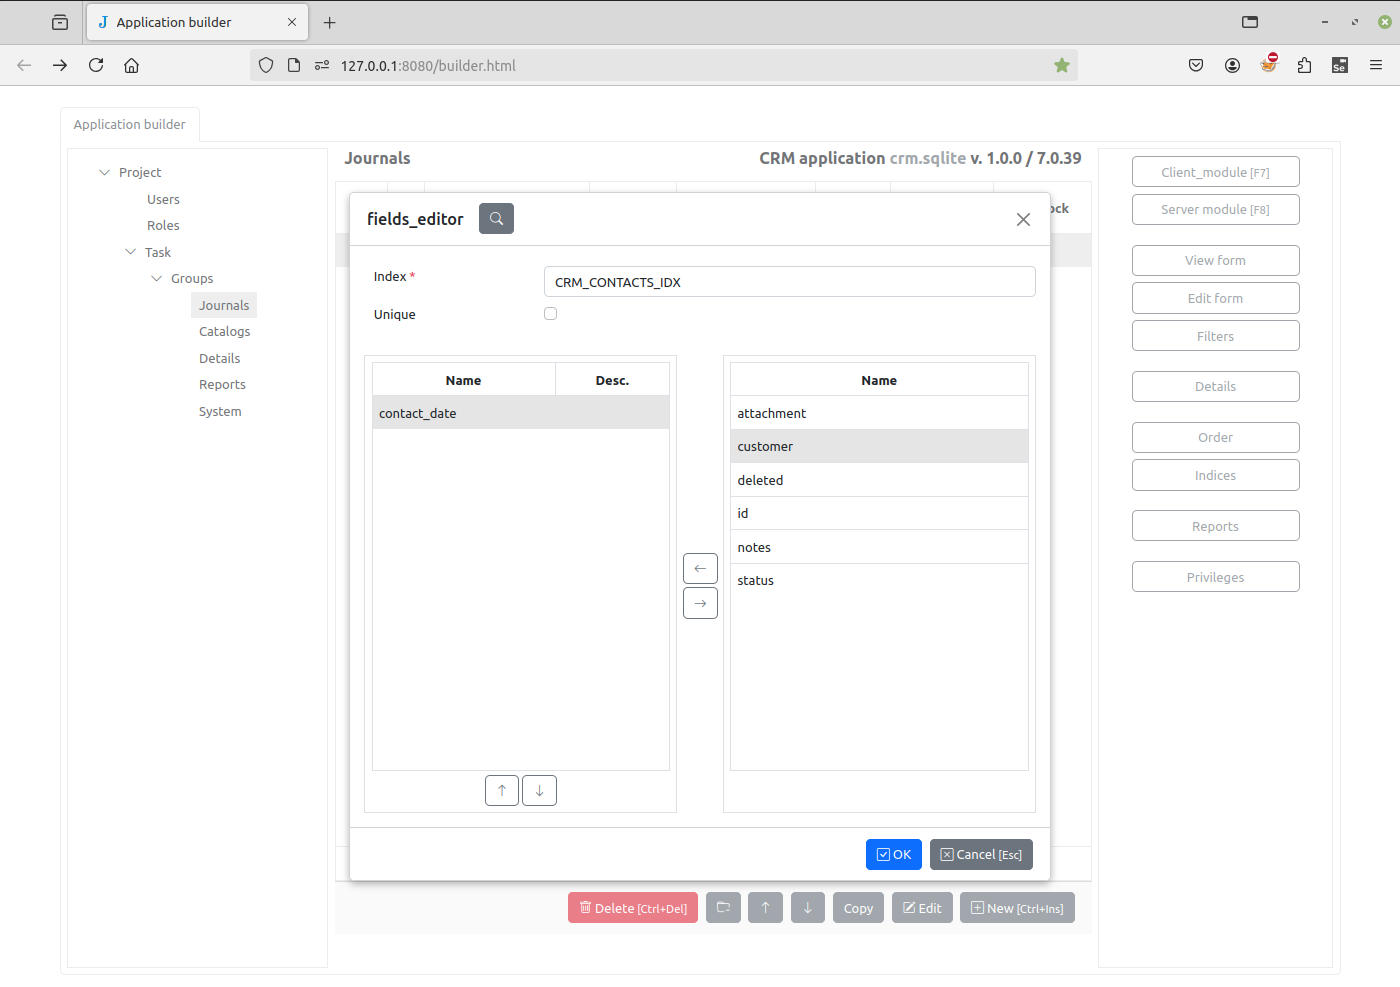 Application builder
127.0.0.1:8080/builder.html
Application builder
Project
Users
Roles
Task
Groups
Journals
Catalogs
Details
Reports
System
Journals
CRM application crm.sqlite v. 1.0.0 / 7.0.39
fields_editor
Index *
CRM_CONTACTS_IDX
Unique
Name Desc.
contact_date
Name
attachment
customer
deleted
id
notes
status
OK
Cancel [Esc]
Delete [Ctrl+Del]
Copy
Edit
New [Ctrl+Ins]
Client_module [F7]
Server module [F8]
View form
Edit form
Filters
Details
Order
Indices
Reports
Privileges